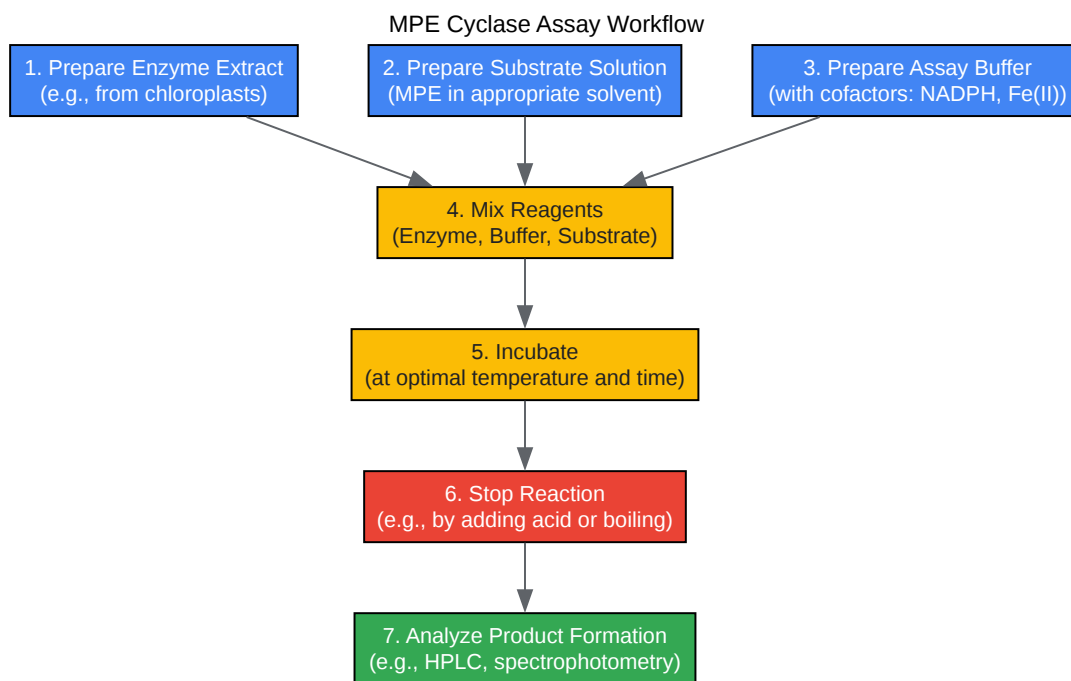 MPE Cyclase Assay Workflow
1. Prepare Enzyme Extract
(e.g., from chloroplasts)
2. Prepare Substrate Solution
(MPE in appropriate solvent)
3. Prepare Assay Buffer
(with cofactors: NADPH, Fe(II))
4. Mix Reagents
(Enzyme, Buffer, Substrate)
5. Incubate
(at optimal temperature and time)
6. Stop Reaction
(e.g., by adding acid or boiling)
7. Analyze Product Formation
(e.g., HPLC, spectrophotometry)